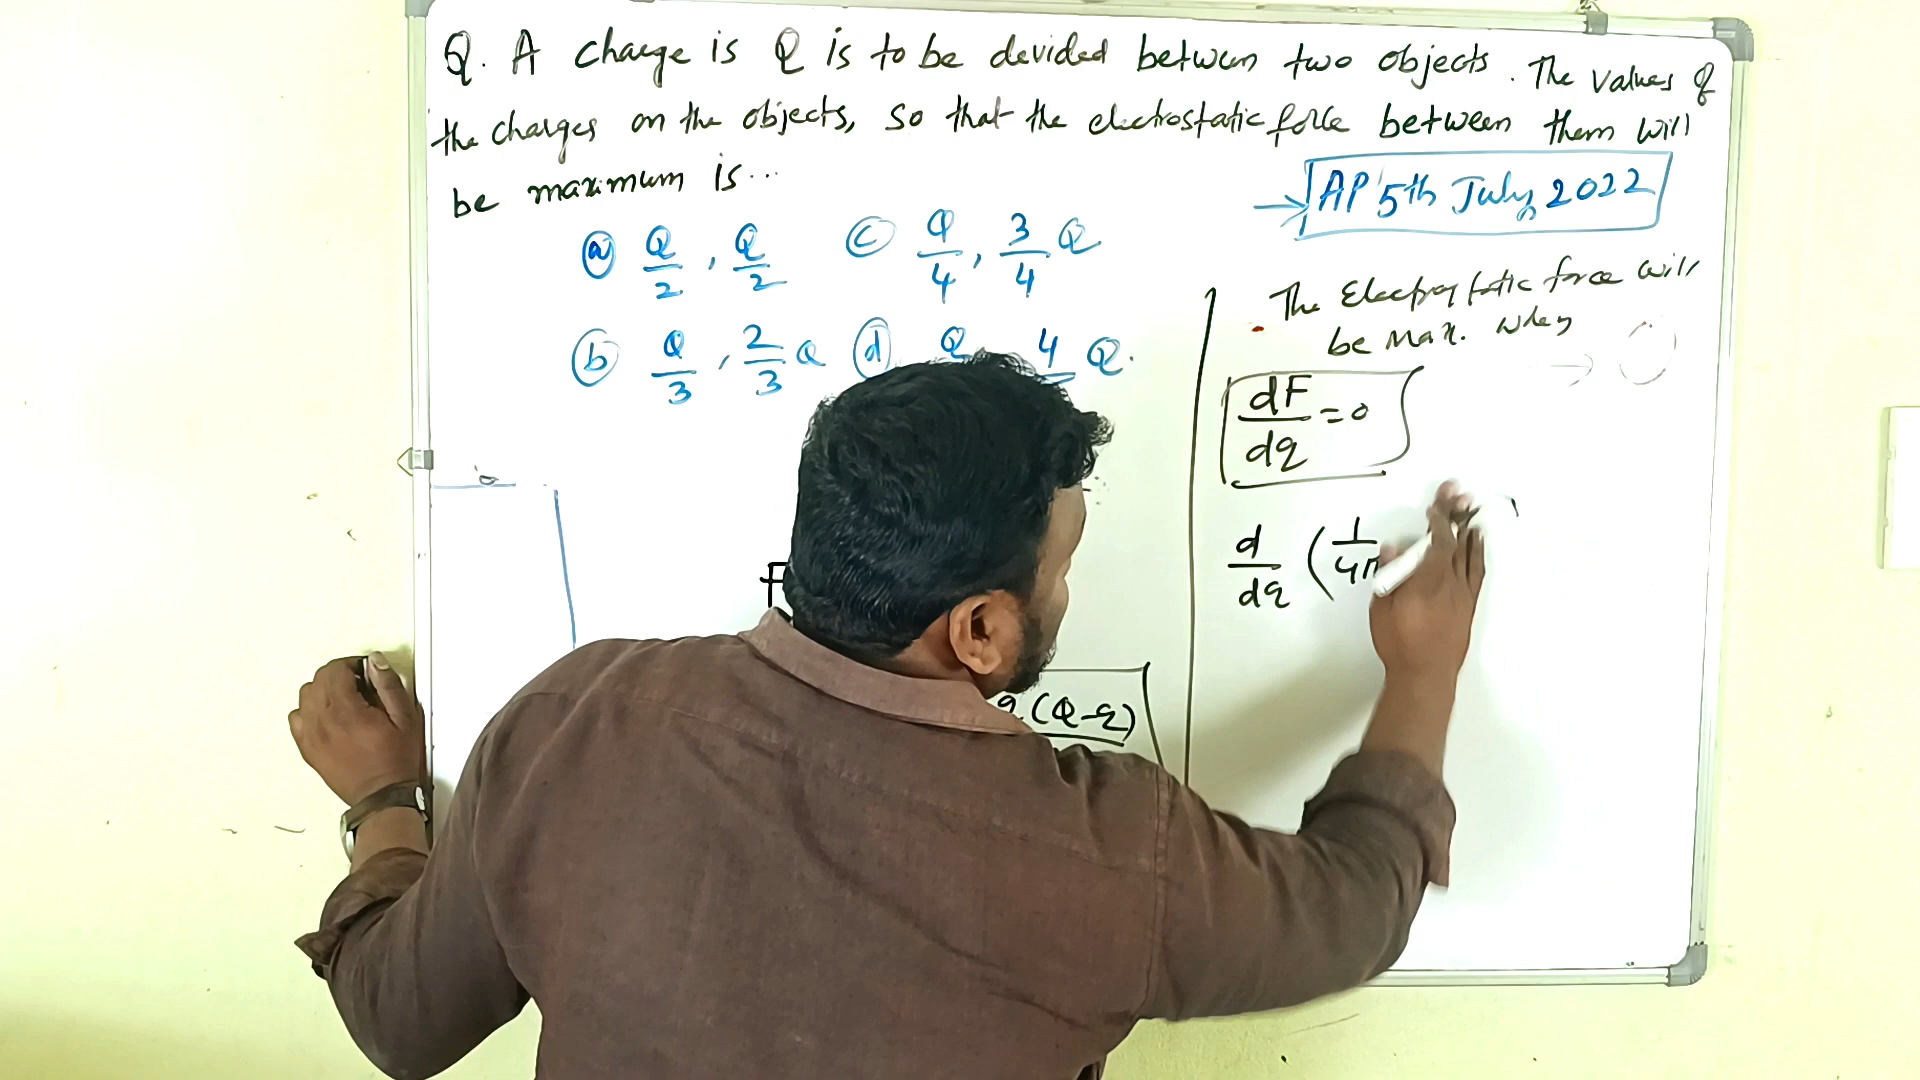 Q. A charge is Q is to be devided between two objects. The values of
the charges on the objects, so that the electrostatic force between them will
be maximum is...
AP 5th July 2022
(a) Q/2, Q/2 (c) Q/4, 3/4 Q
(b) Q/3, 2/3 Q (d) Q 4 Q.
F
q(Q-q)
The Electrostatic force will
be max. when
dF/dq = 0
d/dq (1/4π